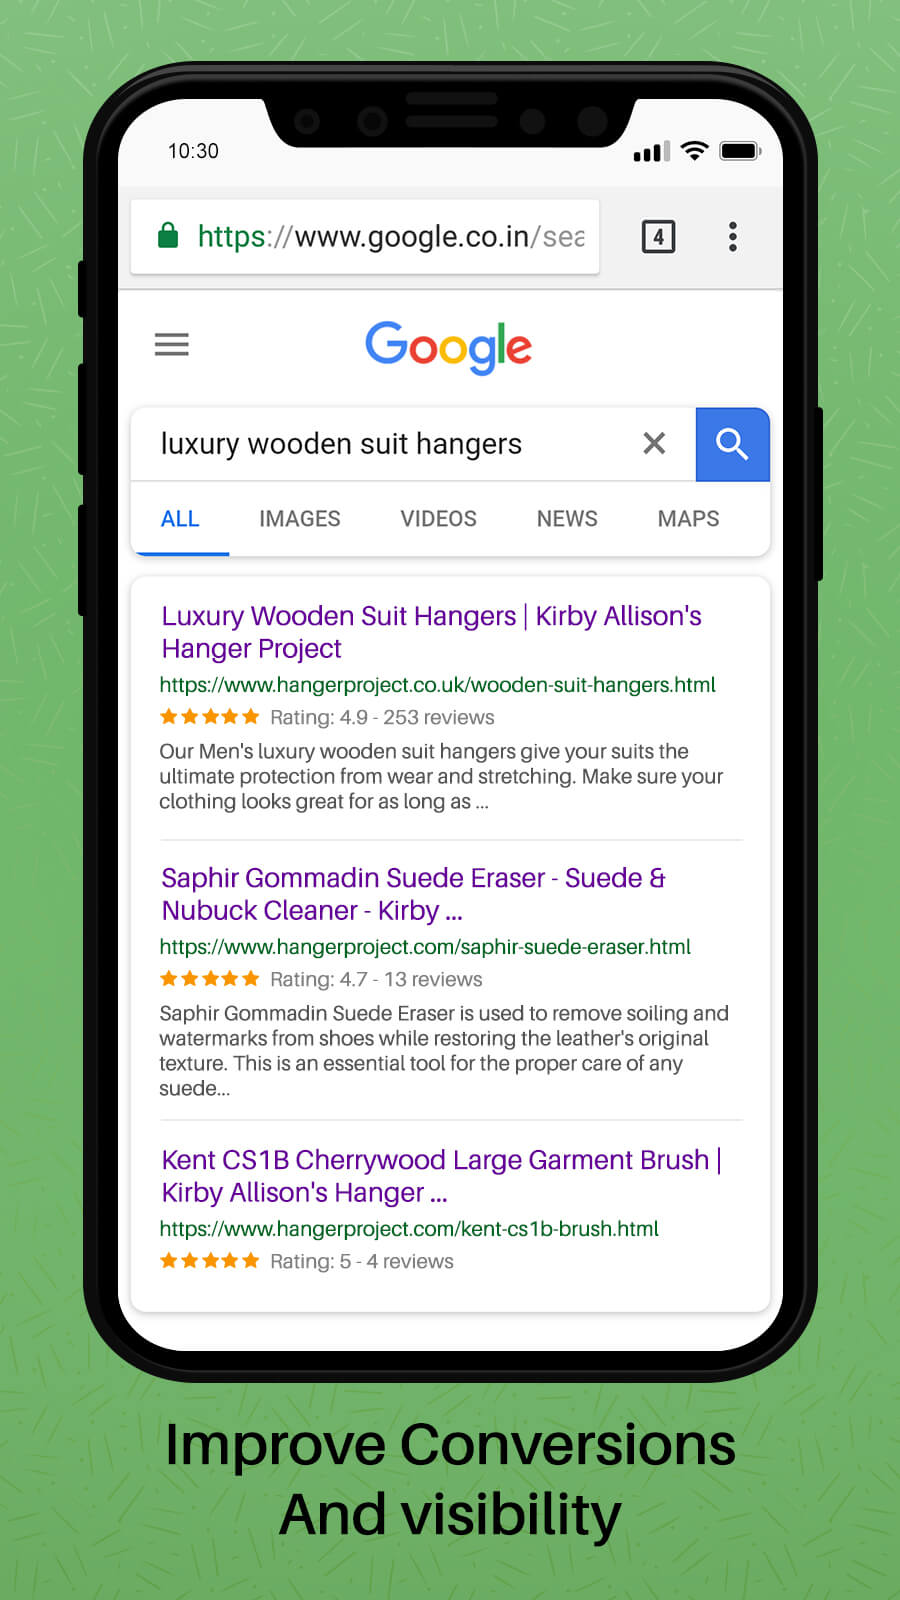 10:30
https://www.google.co.in/sea
4
Google
luxury wooden suit hangers
ALL IMAGES VIDEOS NEWS MAPS
Luxury Wooden Suit Hangers | Kirby Allison's
Hanger Project
https://www.hangerproject.co.uk/wooden-suit-hangers.html
Rating: 4.9 - 253 reviews
Our Men's luxury wooden suit hangers give your suits the
ultimate protection from wear and stretching. Make sure your
clothing looks great for as long as ...
Saphir Gommadin Suede Eraser - Suede &
Nubuck Cleaner - Kirby ...
https://www.hangerproject.com/saphir-suede-eraser.html
Rating: 4.7 - 13 reviews
Saphir Gommadin Suede Eraser is used to remove soiling and
watermarks from shoes while restoring the leather's original
texture. This is an essential tool for the proper care of any
suede...
Kent CS1B Cherrywood Large Garment Brush |
Kirby Allison's Hanger ...
https://www.hangerproject.com/kent-cs1b-brush.html
Rating: 5 - 4 reviews
Improve Conversions
And visibility